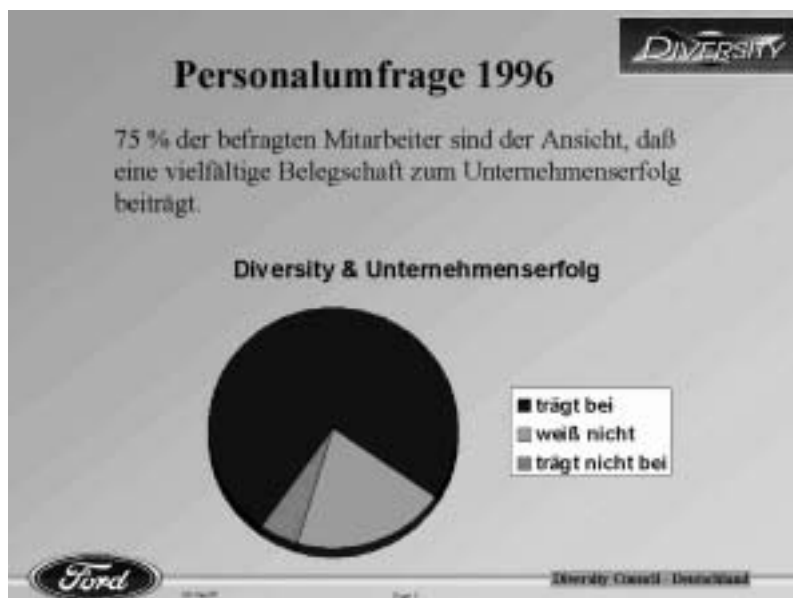 DIVERSITY
Personalumfrage 1996
75 % der befragten Mitarbeiter sind der Ansicht, daß
eine vielfältige Belegschaft zum Unternehmenserfolg
beiträgt.
Diversity & Unternehmenserfolg
trägt bei
weiß nicht
trägt nicht bei
Ford
Diversity Council - Deutschland